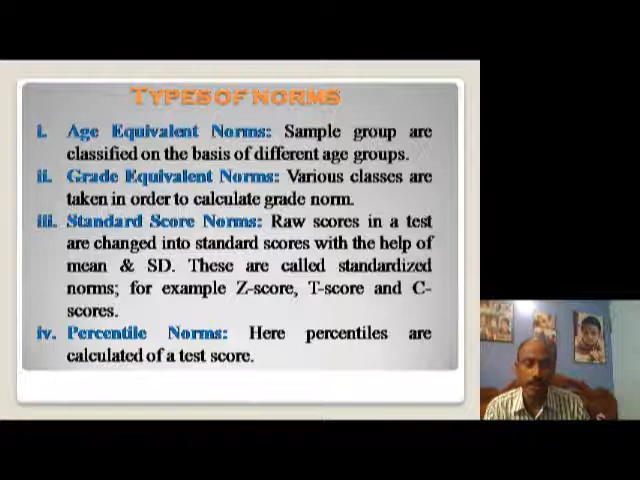 TYPES OF NORMS
i. Age Equivalent Norms: Sample group are
classified on the basis of different age groups.
ii. Grade Equivalent Norms: Various classes are
taken in order to calculate grade norm.
iii. Standard Score Norms: Raw scores in a test
are changed into standard scores with the help of
mean & SD. These are called standardized
norms; for example Z-score, T-score and C-
scores.
iv. Percentile Norms: Here percentiles are
calculated of a test score.